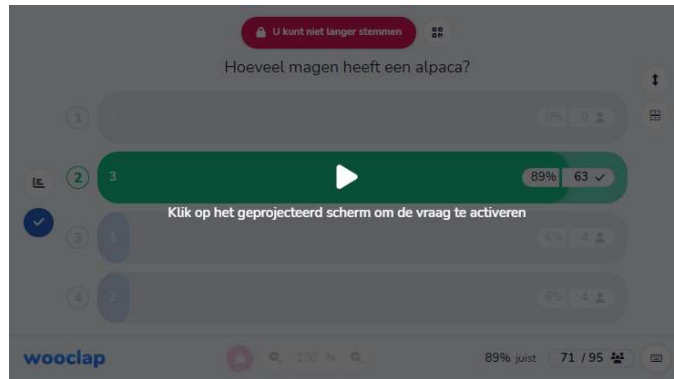 U kunt niet langer stemmen
Hoeveel magen heeft een alpaca?
1 0% 0
2 3 89% 63
Klik op het geprojecteerd scherm om de vraag te activeren
3 1 6% 4
4 2 6% 4
wooclap 100 % 89% juist 71 / 95